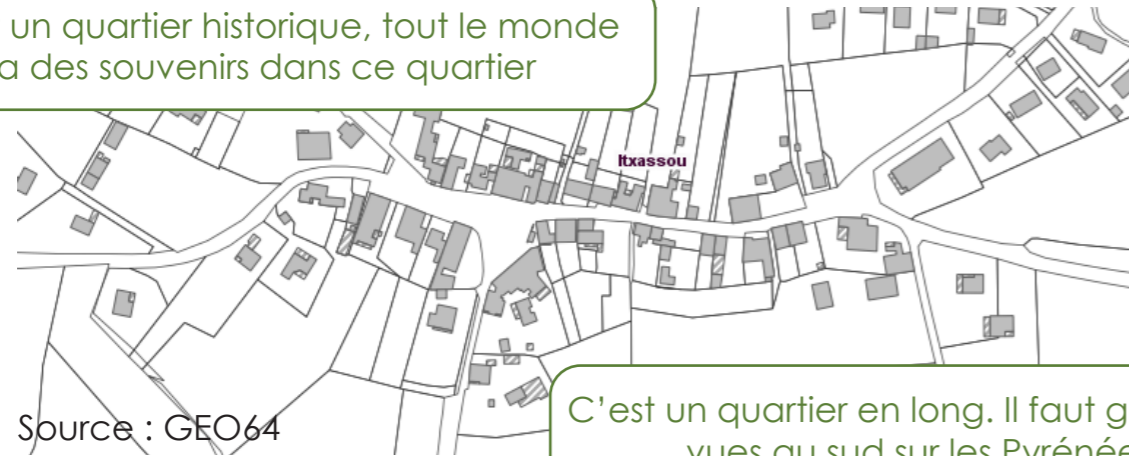 un quartier historique, tout le monde
a des souvenirs dans ce quartier
Itxassou
Source : GEO64
C'est un quartier en long. Il faut g
vues au sud sur les Pyréné